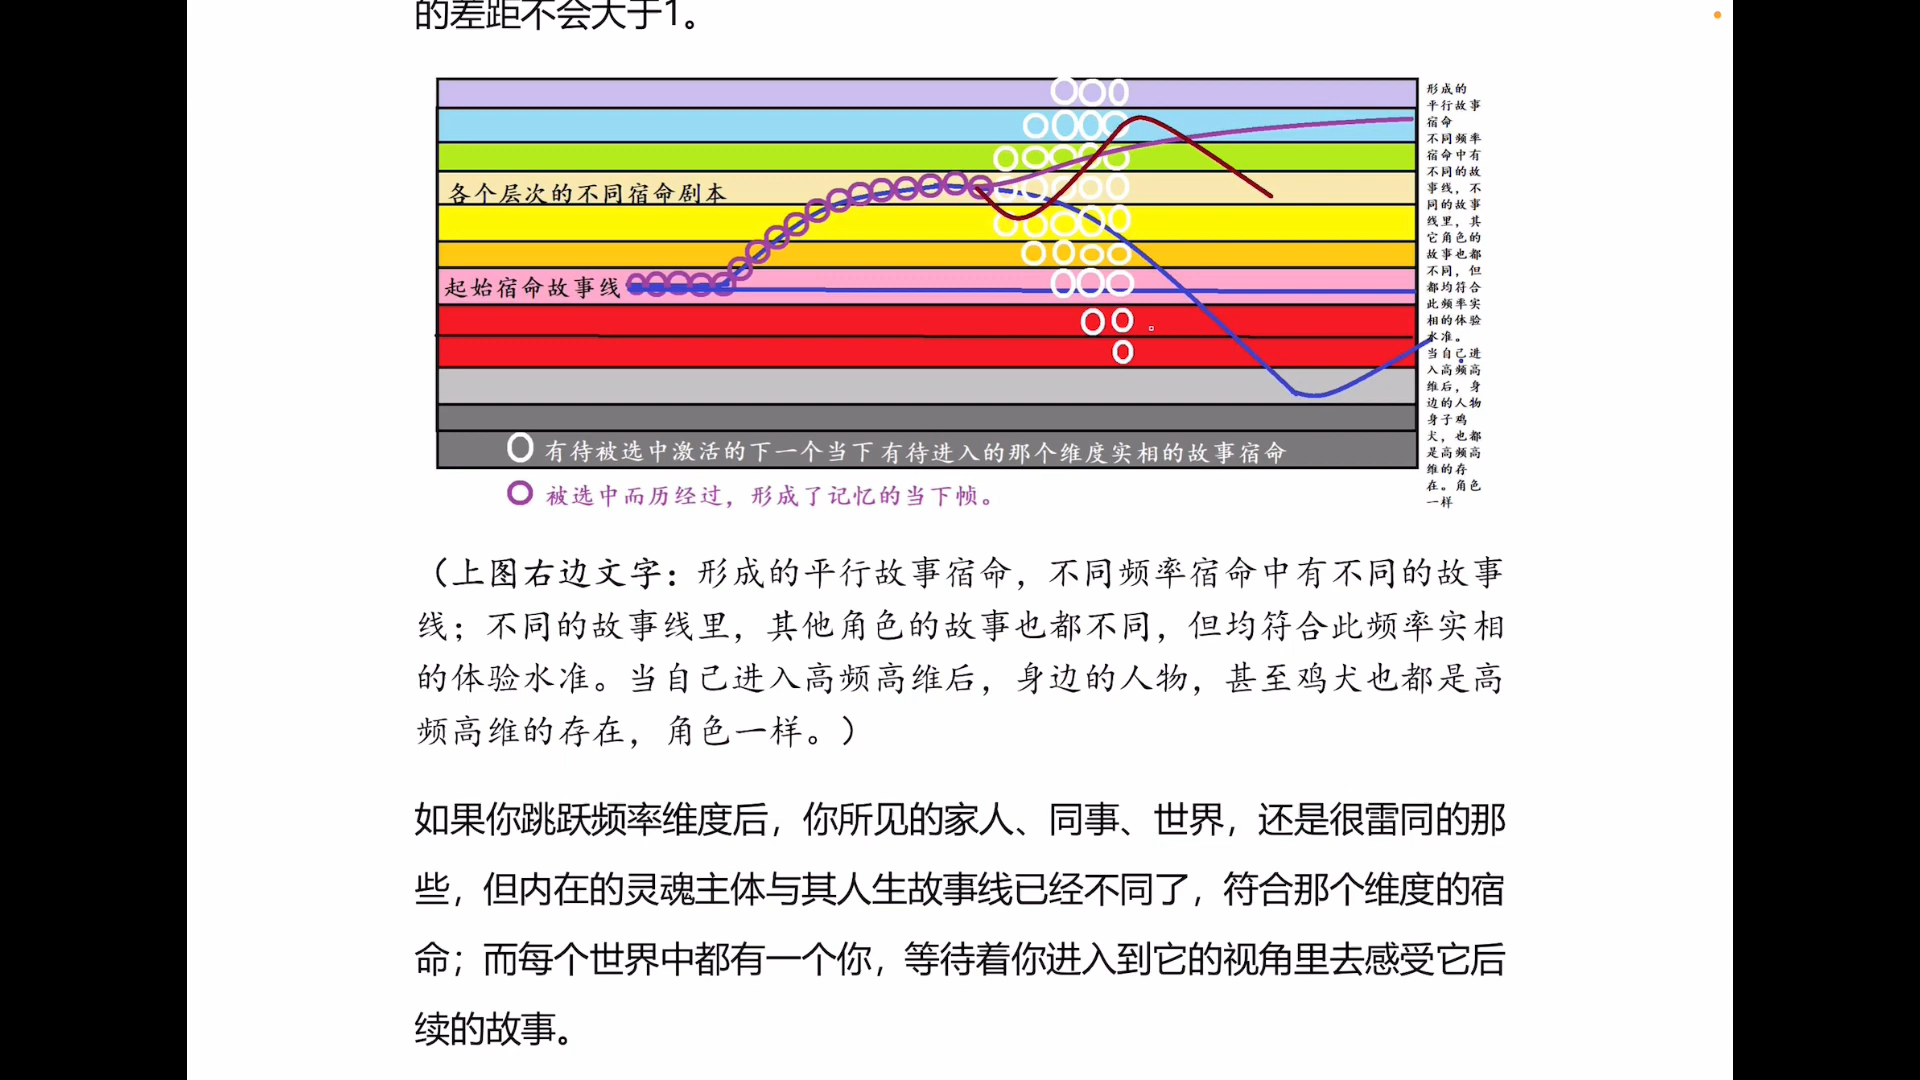 的差距不会大于1。
各个层次的不同宿命剧本
起始宿命故事线
有待被选中激活的下一个当下 有待进入的那个维度实相的故事宿命
被选中而历经过，形成了记忆的当下帧。
形成的
平行故事
宿命
不同频率
宿命中有
不同的故
事线，不
同的故事
线里，其
它角色的
故事也都
不同，但
都均符合
此频率实
相的体验
水准。
当自己进
入高频高
维后，身
边的人物
身子鸡
犬，也都
是高频高
维的存
在。角色
一样
（上图右边文字：形成的平行故事宿命，不同频率宿命中有不同的故事
线；不同的故事线里，其他角色的故事也都不同，但均符合此频率实相
的体验水准。当自己进入高频高维后，身边的人物，甚至鸡犬也都是高
频高维的存在，角色一样。）
如果你跳跃频率维度后，你所见的家人、同事、世界，还是很雷同的那
些，但内在的灵魂主体与其人生故事线已经不同了，符合那个维度的宿
命；而每个世界中都有一个你，等待着你进入到它的视角里去感受它后
续的故事。